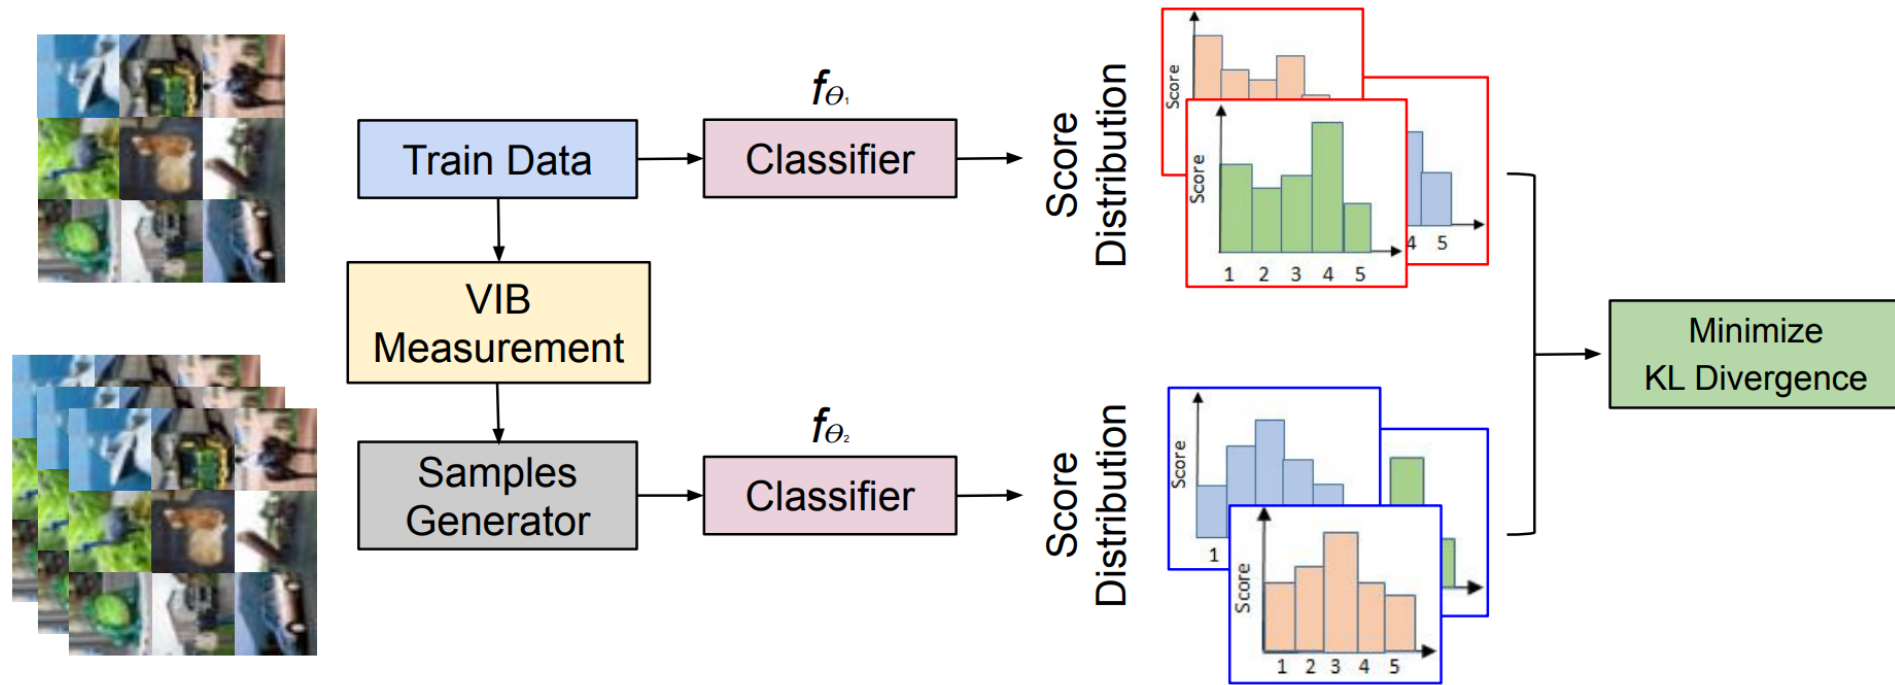 fθ₁
Train Data
Classifier
Score
Distribution
Score
Score
1 2 3 4 5
4 5
VIB
Measurement
Minimize
KL Divergence
fθ₂
Samples
Generator
Classifier
Score
Distribution
Score
1
Score
1 2 3 4 5